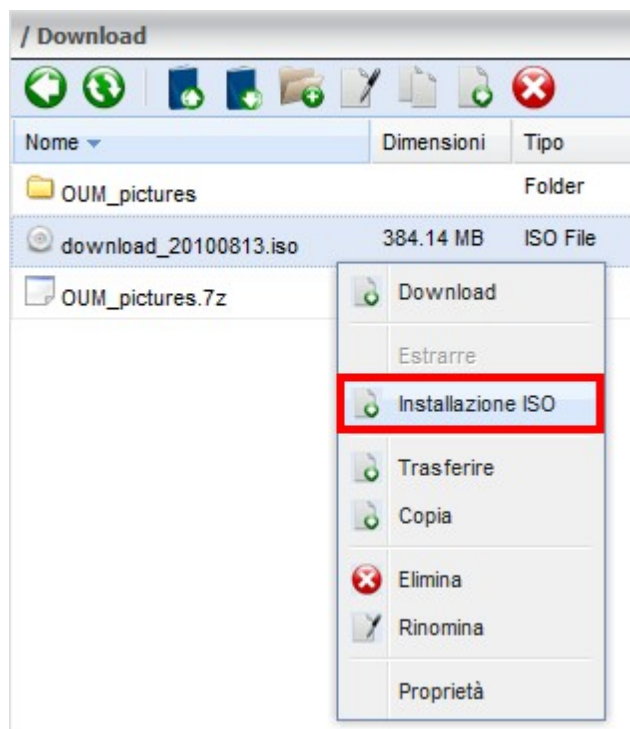 / Download
Nome Dimensioni Tipo
OUM_pictures Folder
download_20100813.iso 384.14 MB ISO File
OUM_pictures.7z
Download
Estrarre
Installazione ISO
Trasferire
Copia
Elimina
Rinomina
Proprietà